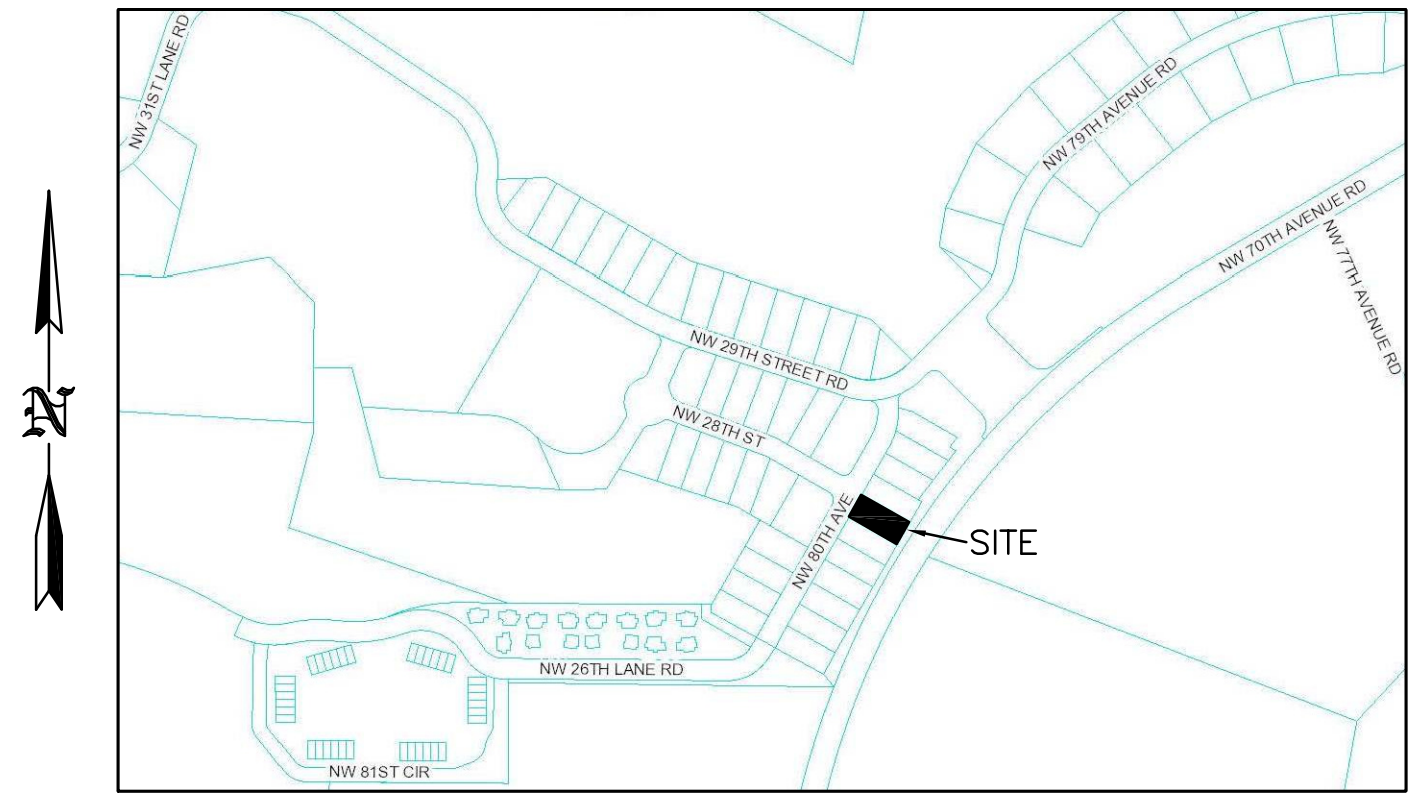 NW 31ST LANE RD
NW 79TH AVENUE RD
NW 70TH AVENUE RD
NW 77TH AVENUE RD
NW 29TH STREET RD
N
NW 28TH ST
NW 80TH AVE
SITE
NW 26TH LANE RD
NW 81ST CIR